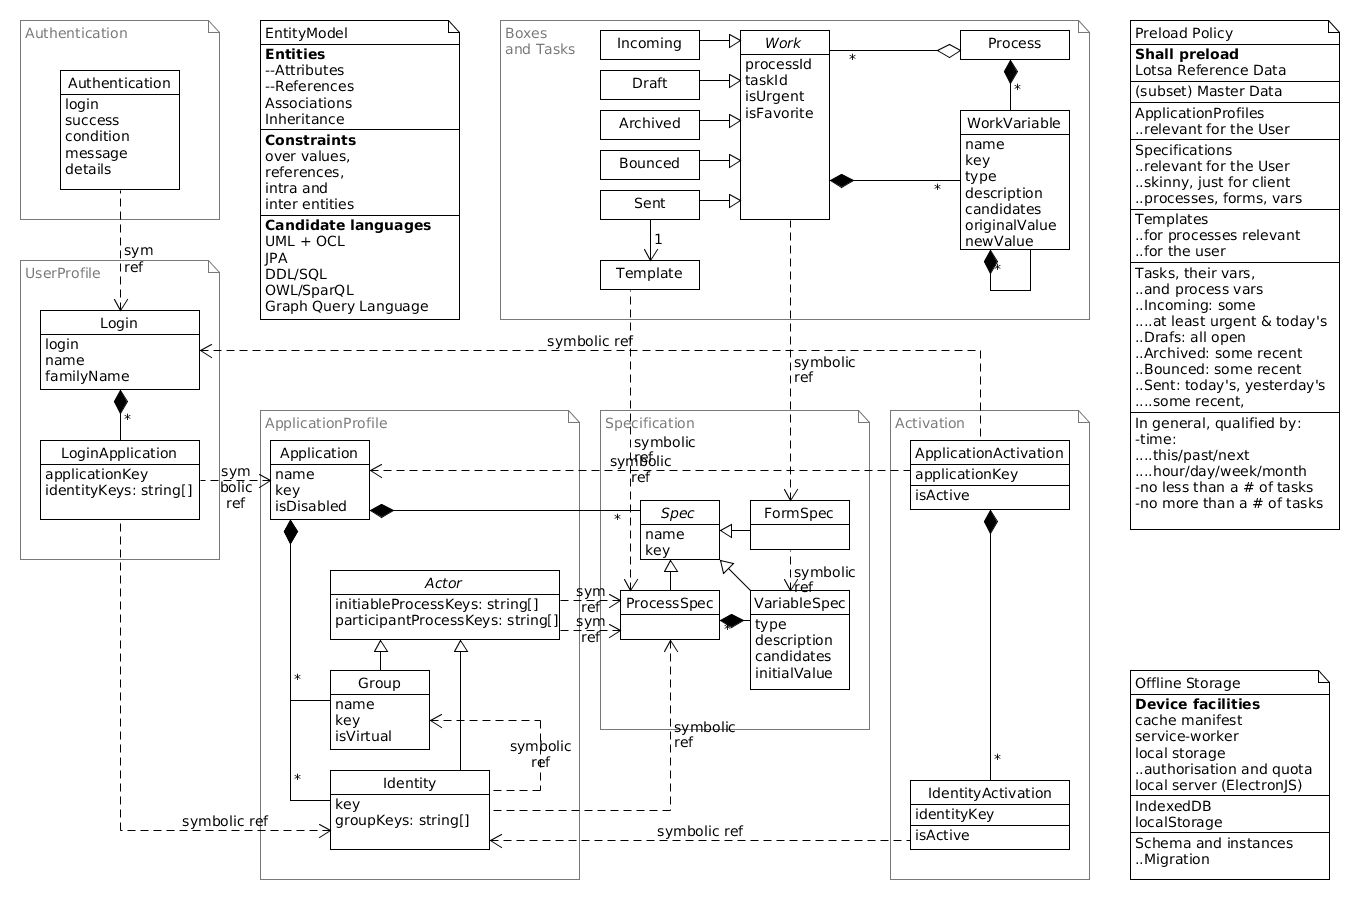 Authentication
Authentication
login
success
condition
message
details
sym
ref
UserProfile
Login
login
name
familyName
*
LoginApplication
applicationKey
identityKeys: string[]
sym
bolic
ref
symbolic ref
EntityModel
Entities
--Attributes
--References
Associations
Inheritance
Constraints
over values,
references,
intra and
inter entities
Candidate languages
UML + OCL
JPA
DDL/SQL
OWL/SparQL
Graph Query Language
Boxes
and Tasks
Incoming
Draft
Archived
Bounced
Sent
1
Template
Work
processId
taskId
isUrgent
isFavorite
*
*
Process
*
WorkVariable
name
key
type
description
candidates
originalValue
newValue
*
symbolic ref
symbolic
ref
ApplicationProfile
Application
name
key
isDisabled
*
Actor
initiableProcessKeys: string[]
participantProcessKeys: string[]
sym
ref
sym
ref
*
Group
name
key
isVirtual
*
Identity
key
groupKeys: string[]
symbolic
ref
symbolic
ref
Specification
symbolic
ref
symbolic
ref
Spec
name
key
FormSpec
symbolic
ref
ProcessSpec
*
VariableSpec
type
description
candidates
initialValue
Activation
ApplicationActivation
applicationKey
isActive
*
IdentityActivation
identityKey
isActive
symbolic ref
Preload Policy
Shall preload
Lotsa Reference Data
(subset) Master Data
ApplicationProfiles
..relevant for the User
Specifications
..relevant for the User
..skinny, just for client
..processes, forms, vars
Templates
..for processes relevant
..for the user
Tasks, their vars,
..and process vars
..Incoming: some
....at least urgent & today's
..Drafs: all open
..Archived: some recent
..Bounced: some recent
..Sent: today's, yesterday's
....some recent,
In general, qualified by:
-time:
....this/past/next
....hour/day/week/month
-no less than a # of tasks
-no more than a # of tasks
Offline Storage
Device facilities
cache manifest
service-worker
local storage
..authorisation and quota
local server (ElectronJS)
IndexedDB
localStorage
Schema and instances
..Migration